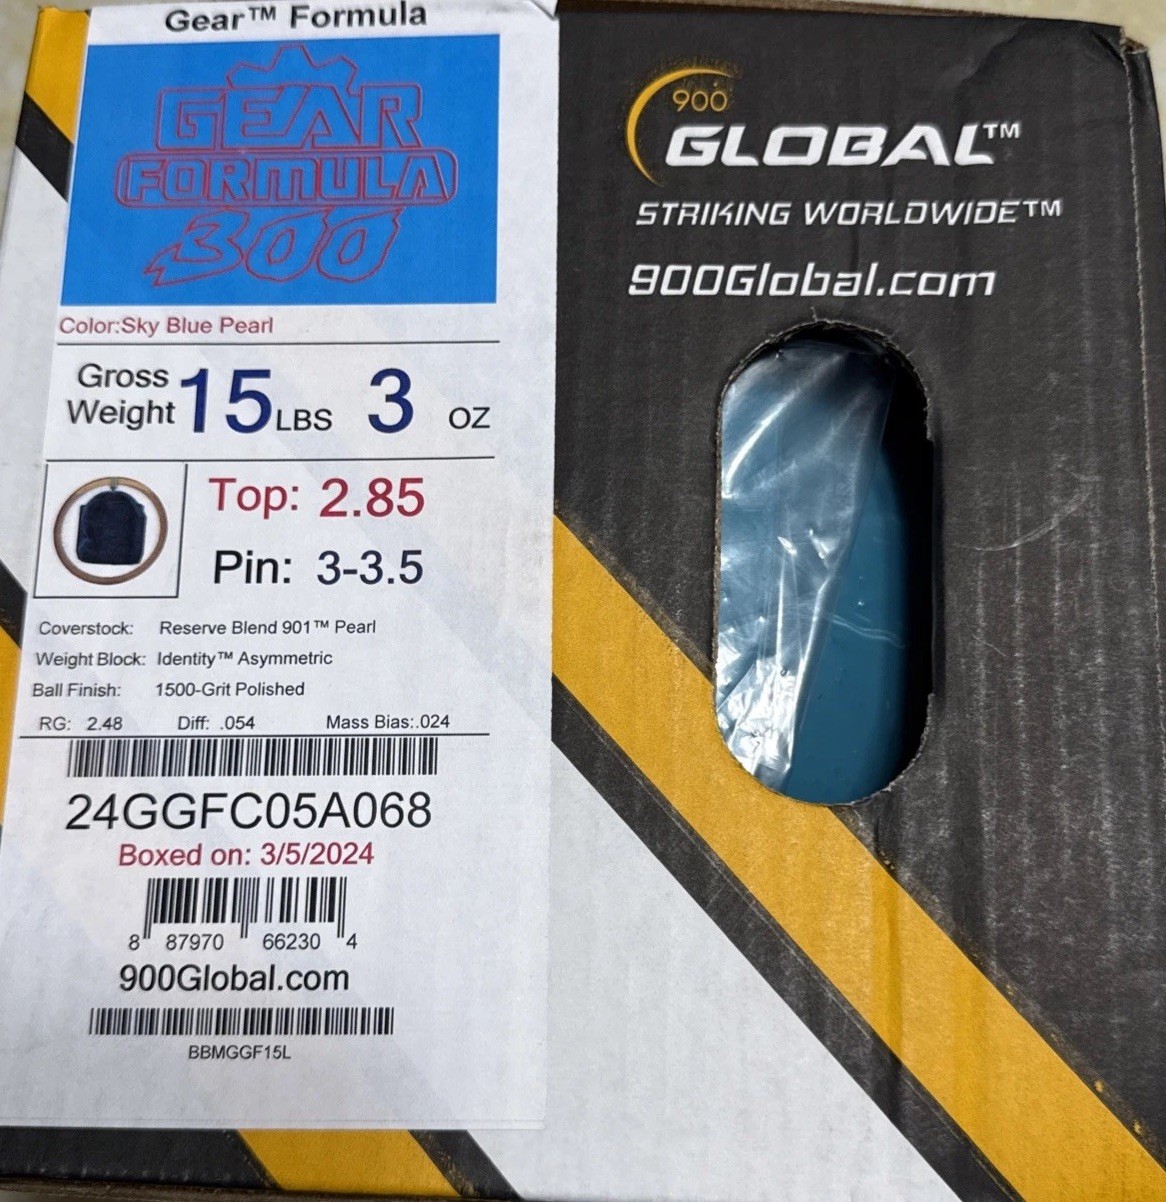 Gear™ Formula
GEAR
FORMULA
300
Color:Sky Blue Pearl
Gross
Weight 15 LBS 3 OZ
Top: 2.85
Pin: 3-3.5
Coverstock: Reserve Blend 901™ Pearl
Weight Block: Identity™ Asymmetric
Ball Finish: 1500-Grit Polished
RG: 2.48 Diff: .054 Mass Bias:.024
24GGFC05A068
Boxed on: 3/5/2024
8 87970 66230 4
900Global.com
BBMGGF15L
900
GLOBAL™
STRIKING WORLDWIDE™
900Global.com